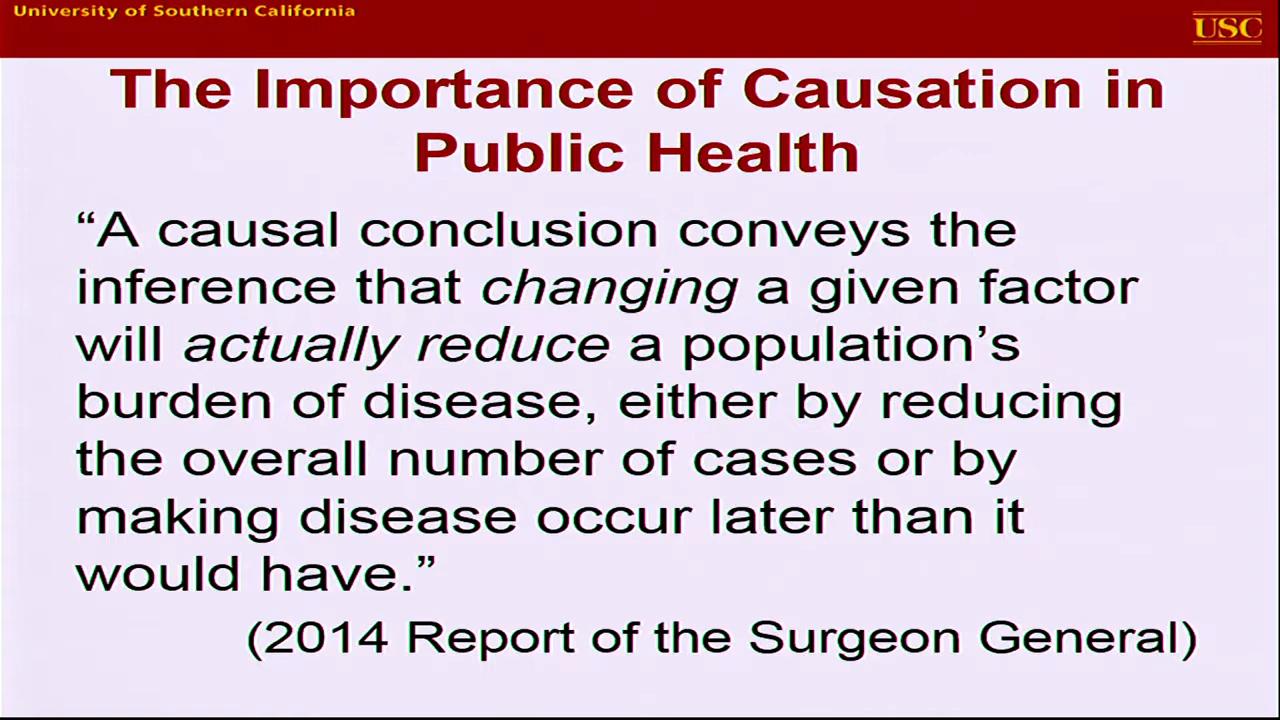 University of Southern California
USC
The Importance of Causation in
Public Health
“A causal conclusion conveys the
inference that changing a given factor
will actually reduce a population’s
burden of disease, either by reducing
the overall number of cases or by
making disease occur later than it
would have.”
(2014 Report of the Surgeon General)